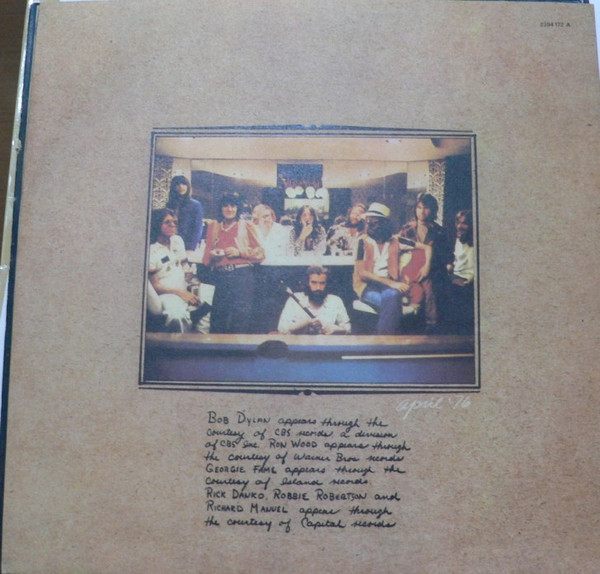 2394 172 A
april '76
BOB DYLAN appears through the
courtesy of CBS records a division
of CBS Inc. RON WOOD appears through
the courtesy of Warner Bros records
GEORGIE FAME appears through the
courtesy of Island records.
RICK DANKO, ROBBIE ROBERTSON and
RICHARD MANUEL appear through
the courtesy of Capital records